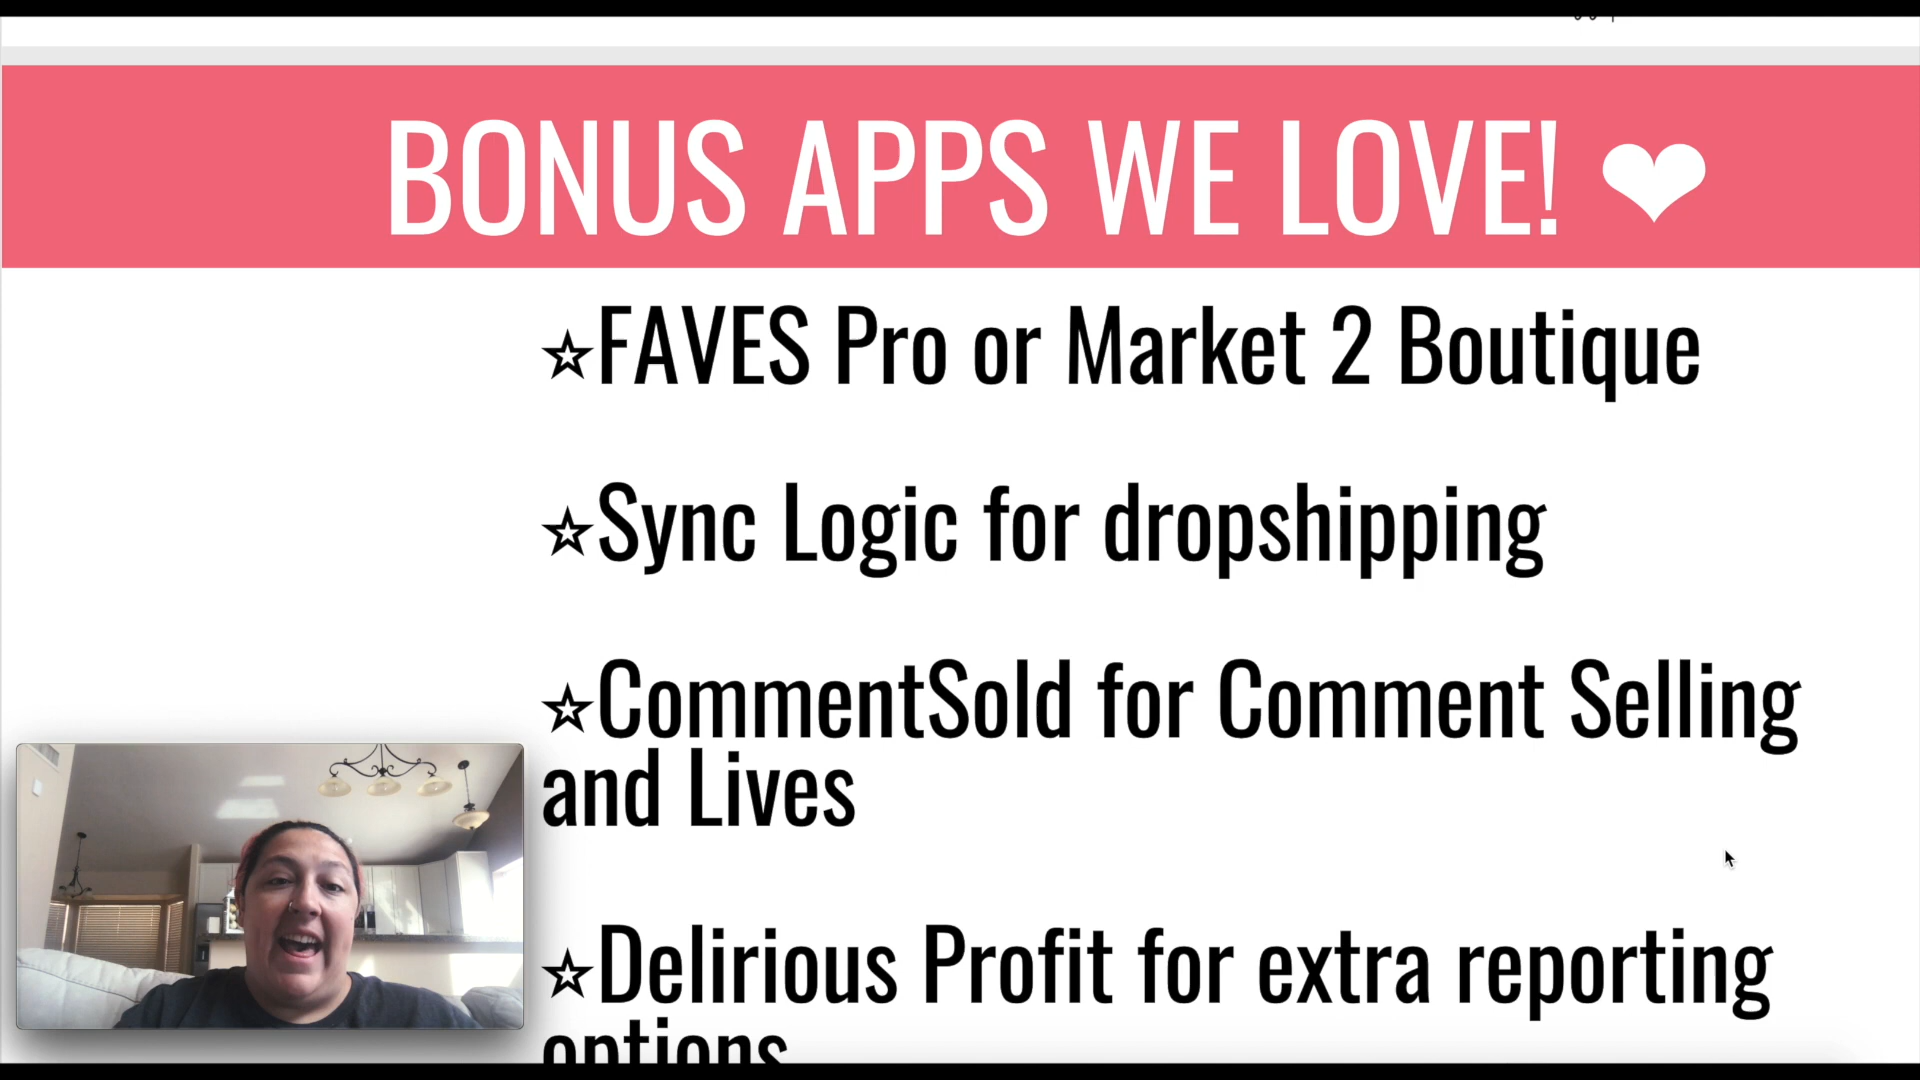 BONUS APPS WE LOVE! ❤
☆FAVES Pro or Market 2 Boutique
☆Sync Logic for dropshipping
☆CommentSold for Comment Selling
and Lives
☆Delirious Profit for extra reporting
options